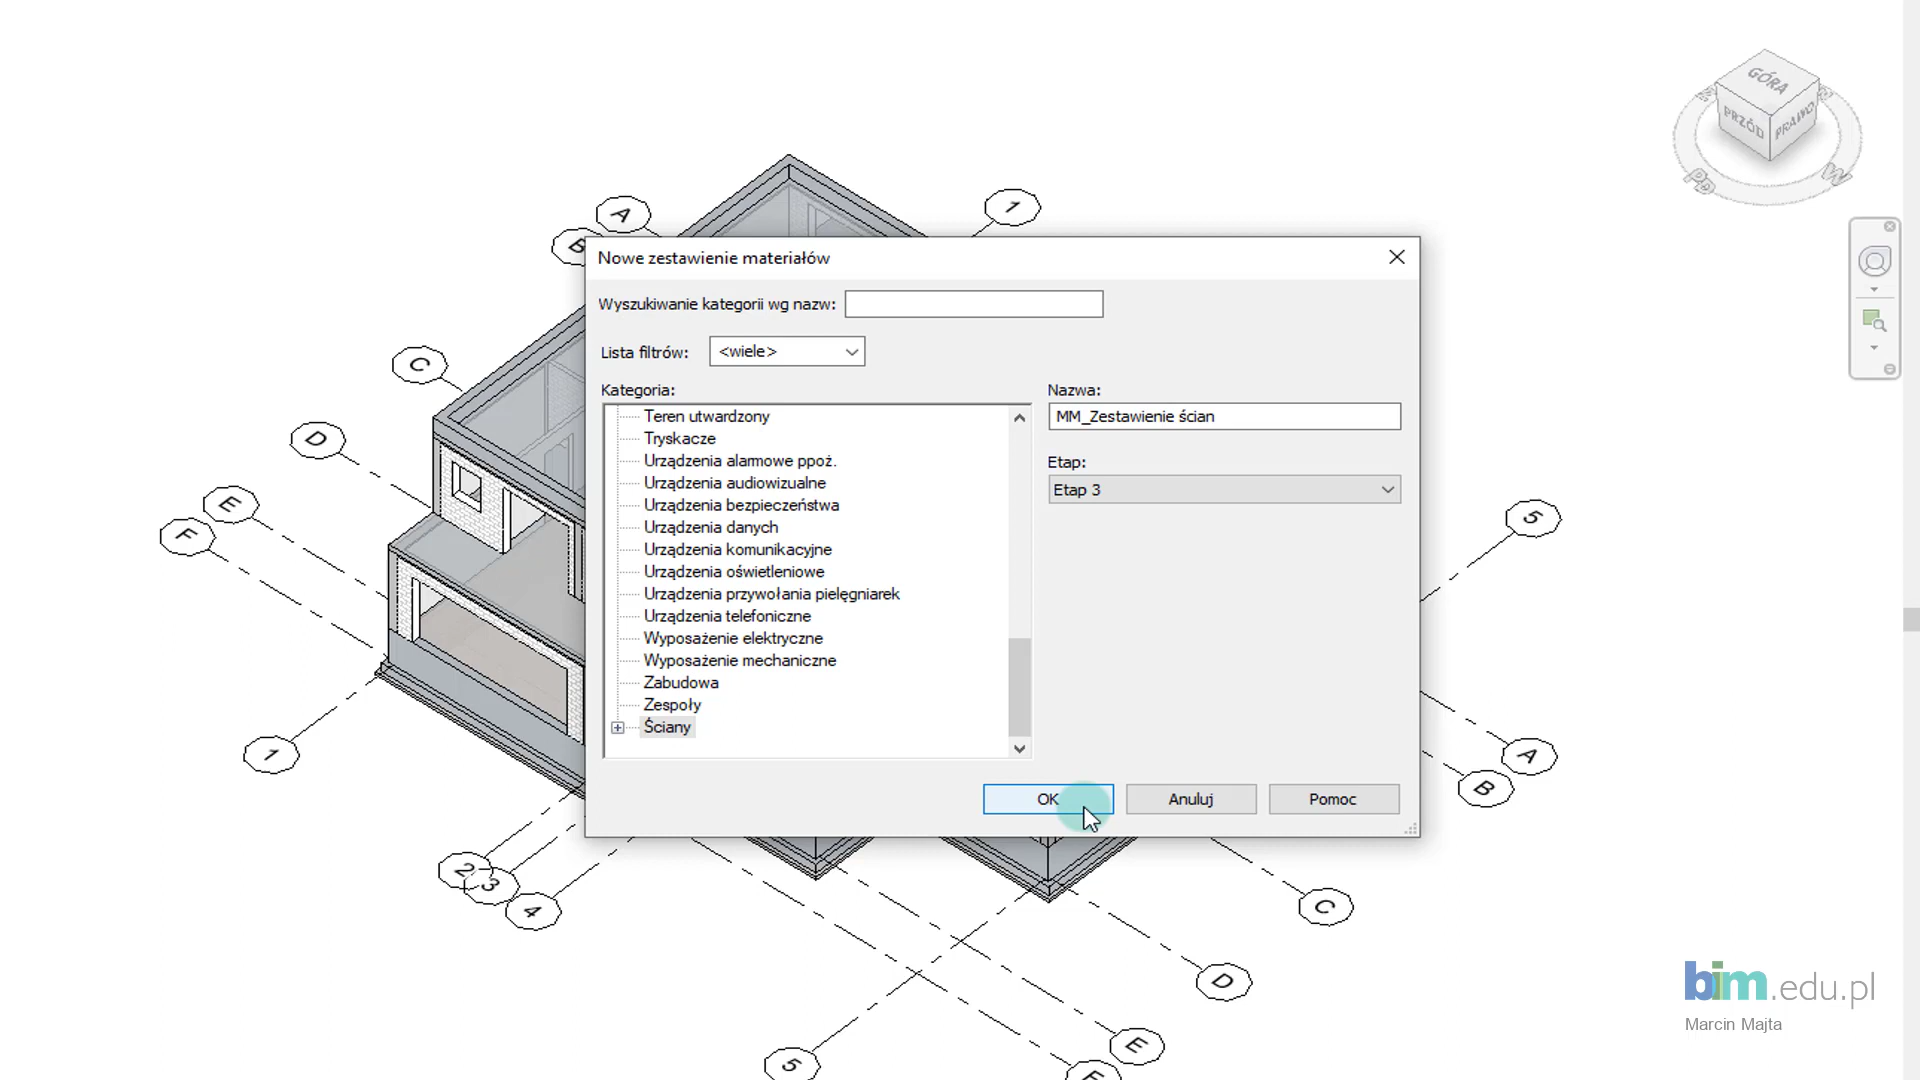 GÓRA
PRZÓD
PRAWO
PD
W
A
1
B
C
D
E
F
5
1
A
B
2
3
4
C
D
E
F
5
Nowe zestawienie materiałów
Wyszukiwanie kategorii wg nazw:
Lista filtrów: <wiele>
Kategoria:
Teren utwardzony
Tryskacze
Urządzenia alarmowe ppoż.
Urządzenia audiowizualne
Urządzenia bezpieczeństwa
Urządzenia danych
Urządzenia komunikacyjne
Urządzenia oświetleniowe
Urządzenia przywołania pielęgniarek
Urządzenia telefoniczne
Wyposażenie elektryczne
Wyposażenie mechaniczne
Zabudowa
Zespoły
Ściany
Nazwa:
MM_Zestawienie ścian
Etap:
Etap 3
OK
Anuluj
Pomoc
bim.edu.pl
Marcin Majta